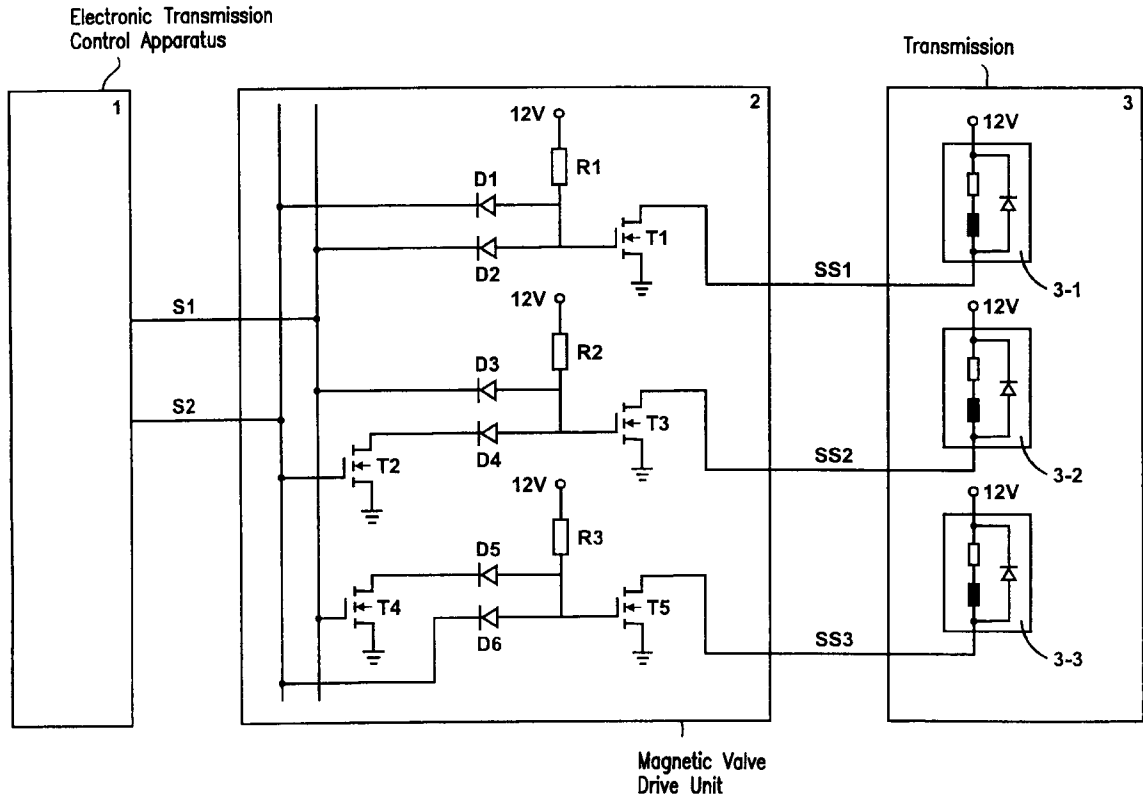 Electronic Transmission
Control Apparatus
Transmission
1
2
3
12V
12V
R1
D1
T1
D2
SS1
3-1
12V
12V
S1
R2
D3
S2
T3
D4
T2
SS2
3-2
12V
12V
R3
D5
T4
T5
D6
SS3
3-3
Magnetic Valve
Drive Unit